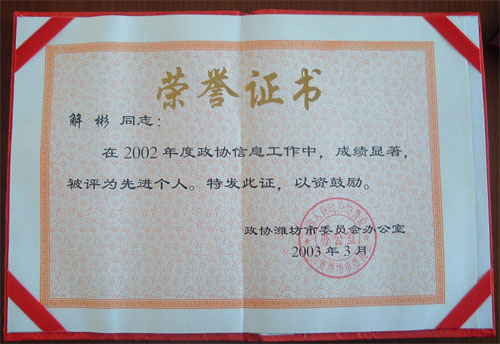 荣誉证书
解 彬 同志：
在2002年度政协信息工作中，成绩显著，
被评为先进个人。特发此证，以资鼓励。
政协潍坊市委员会办公室
2003年3月
办公室